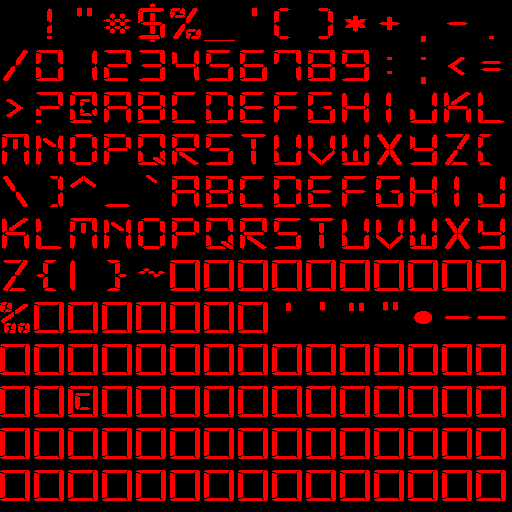 ! " # $ % _ ' ( ) * + , - .
/ 0 1 2 3 4 5 6 7 8 9 : ; < =
> ? @ A B C D E F G H I J K L
M N O P Q R S T U V W X Y Z [
\ ] ^ _ ` A B C D E F G H I J
K L M N O P Q R S T U V W X Y
Z { | } ~
‰ ' ' " " • – —
©